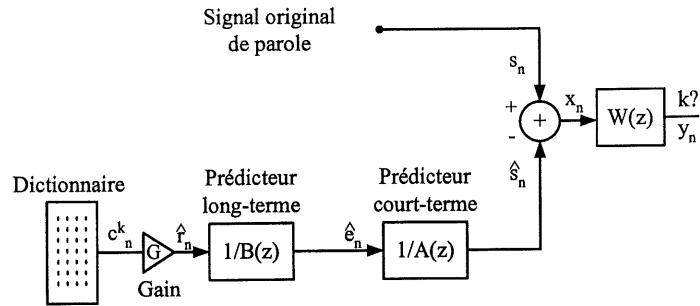 Signal original
de parole
s_n
+
-
+
x_n
W(z)
k?
y_n
ŝ_n
Dictionnaire
c^k_n
G
Gain
r̂_n
Prédicteur
long-terme
1/B(z)
ê_n
Prédicteur
court-terme
1/A(z)